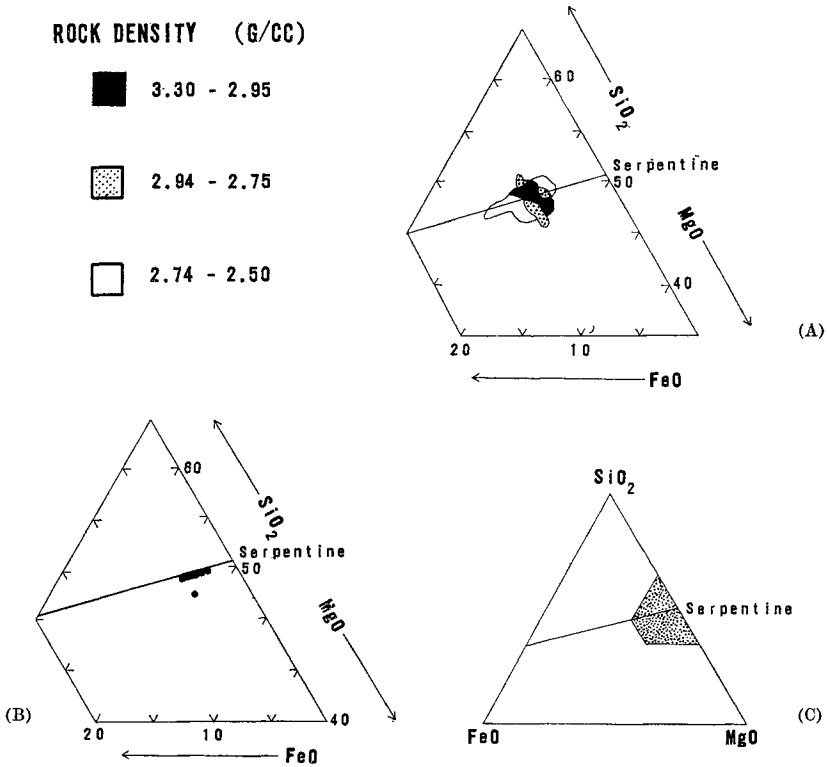 ROCK DENSITY (G/CC)
3.30 - 2.95
2.94 - 2.75
2.74 - 2.50
60
SiO2
Serpentine
50
MgO
40
20
10
FeO
(A)
60
SiO2
Serpentine
50
MgO
(B)
20
10
40
FeO
SiO2
Serpentine
(C)
FeO
MgO